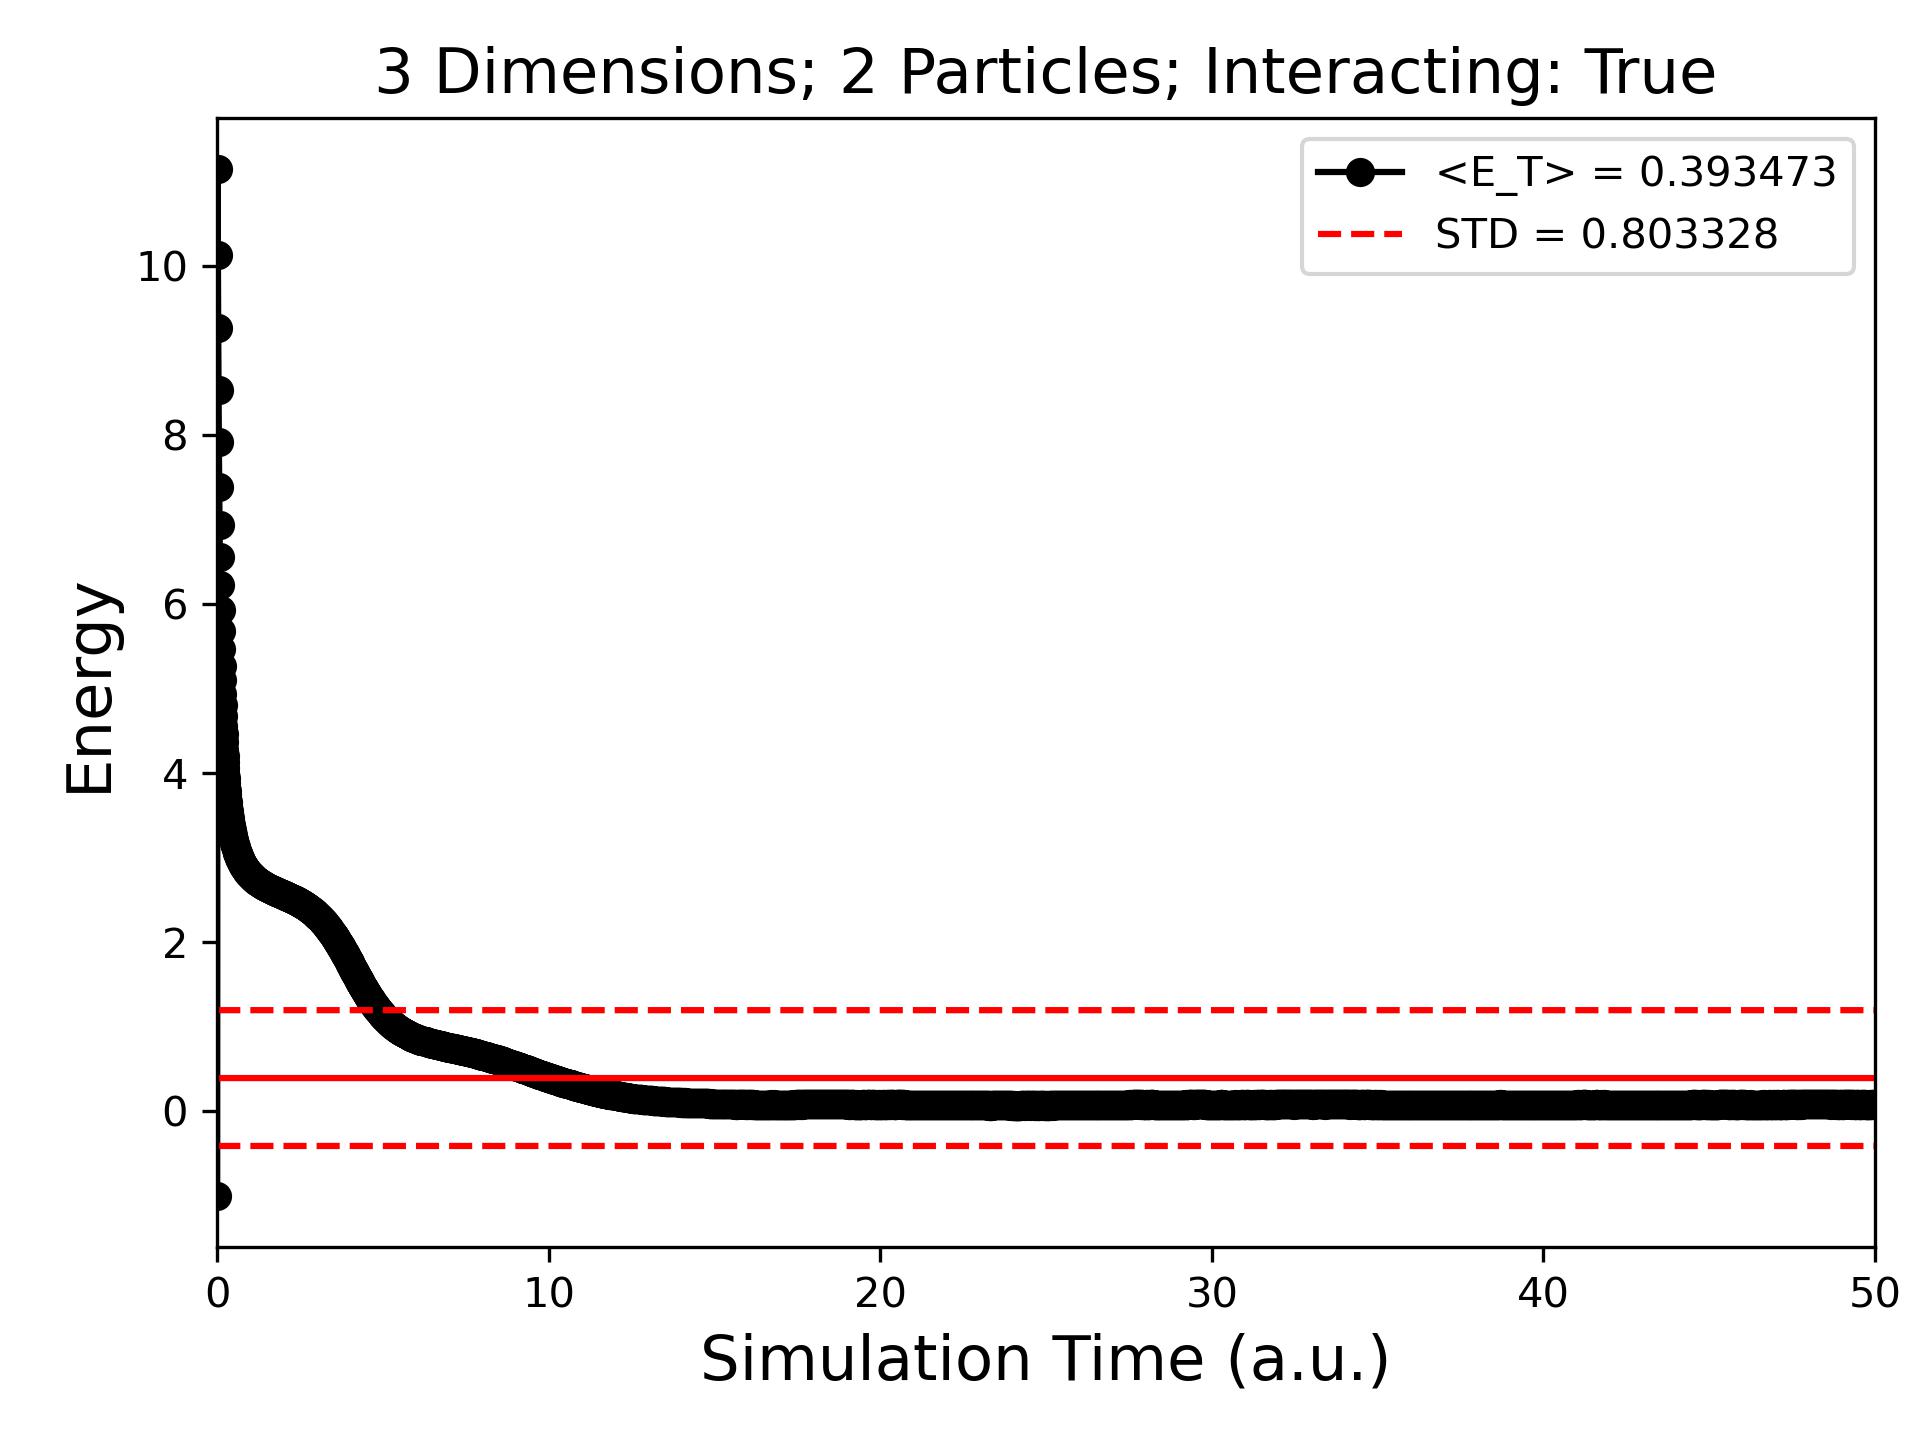 3 Dimensions; 2 Particles; Interacting: True
<E_T> = 0.393473
STD = 0.803328
10
8
6
4
2
0
Energy
0 10 20 30 40 50
Simulation Time (a.u.)